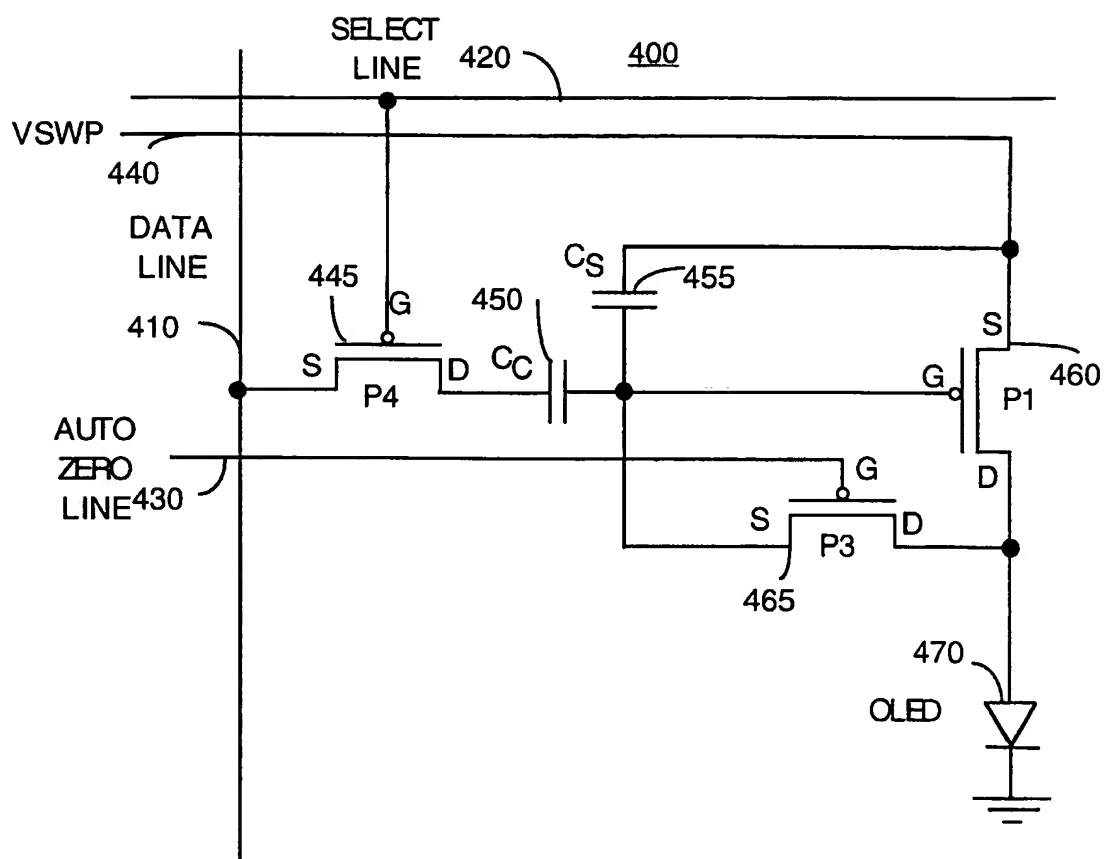 SELECT
LINE
420
400
VSWP
440
DATA
LINE
410
445
G
S
D
P4
450
CC
CS
455
S
G
P1
460
D
AUTO
ZERO
LINE
430
G
S
D
P3
465
470
OLED